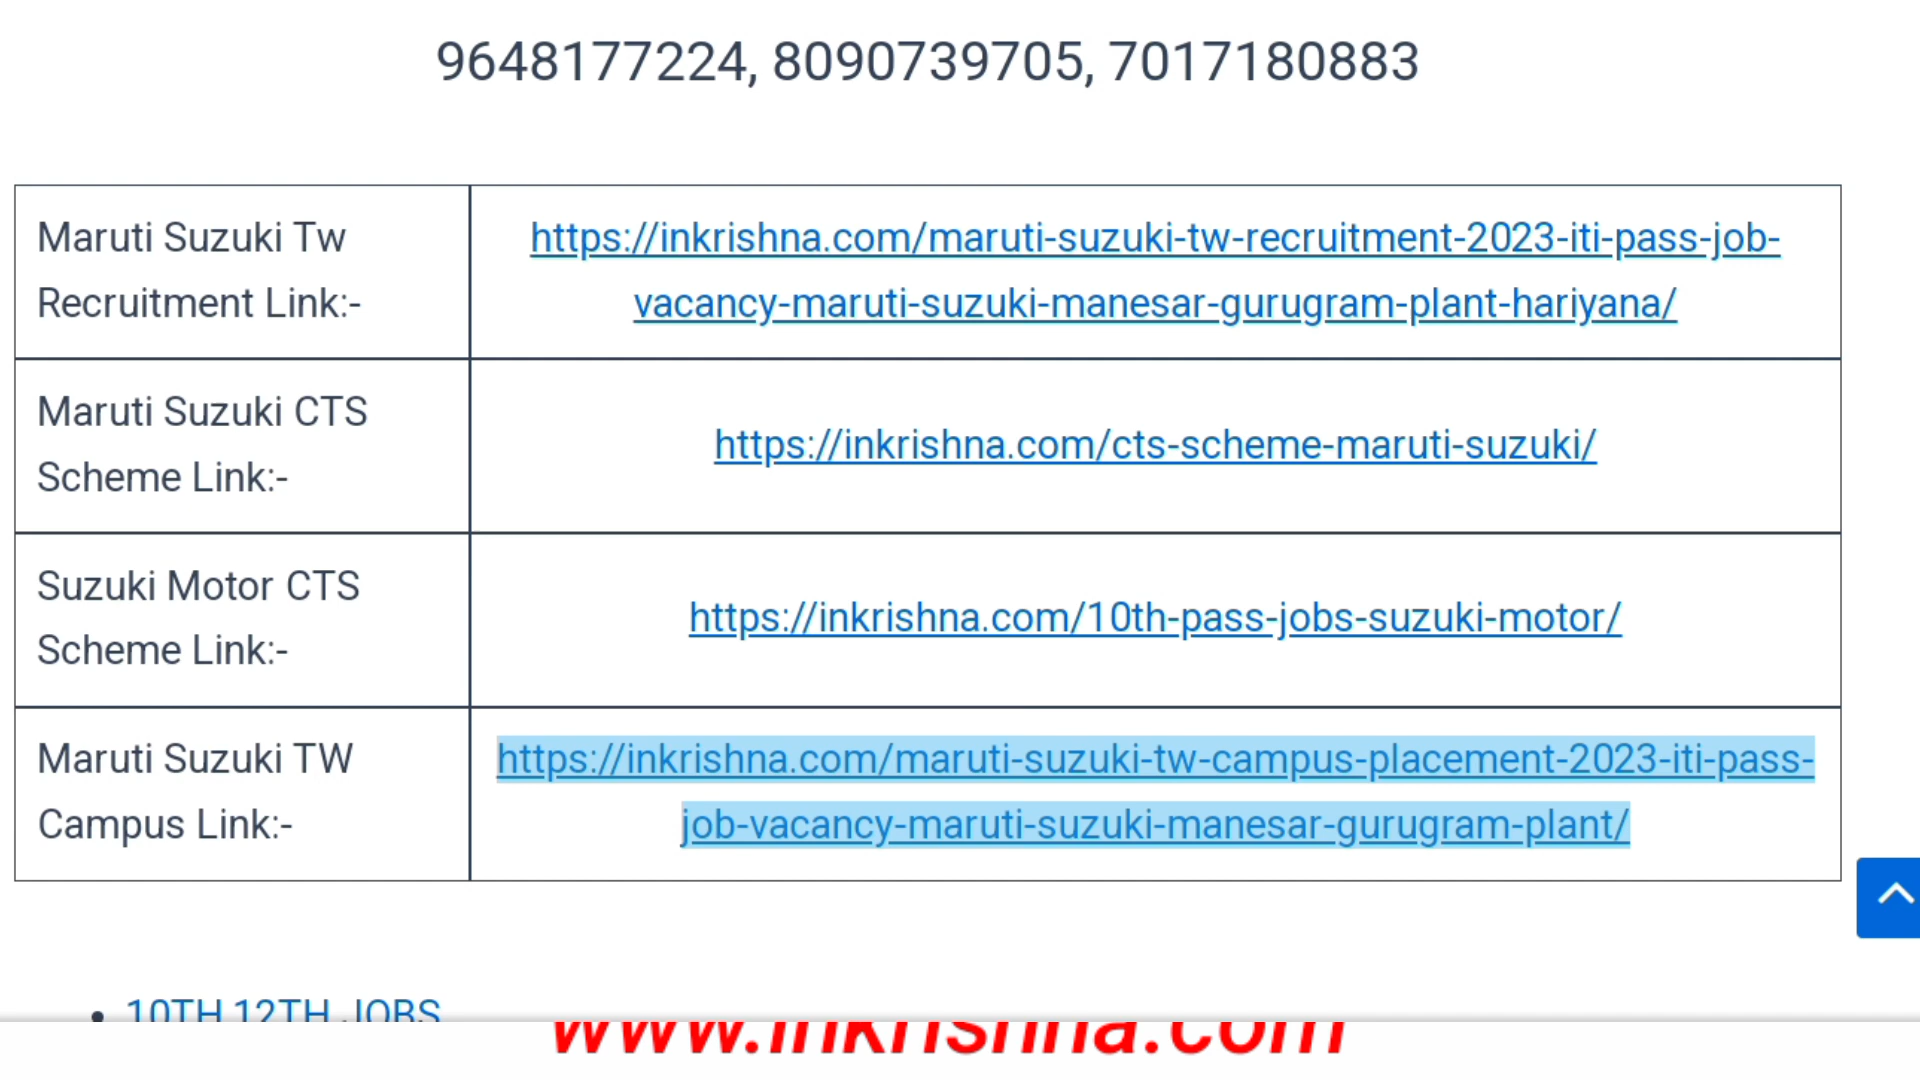 9648177224, 8090739705, 7017180883
Maruti Suzuki Tw
Recruitment Link:-
https://inkrishna.com/maruti-suzuki-tw-recruitment-2023-iti-pass-job-
vacancy-maruti-suzuki-manesar-gurugram-plant-hariyana/
Maruti Suzuki CTS
Scheme Link:-
https://inkrishna.com/cts-scheme-maruti-suzuki/
Suzuki Motor CTS
Scheme Link:-
https://inkrishna.com/10th-pass-jobs-suzuki-motor/
Maruti Suzuki TW
Campus Link:-
https://inkrishna.com/maruti-suzuki-tw-campus-placement-2023-iti-pass-
job-vacancy-maruti-suzuki-manesar-gurugram-plant/
10TH 12TH JOBS
www.inkrishna.com